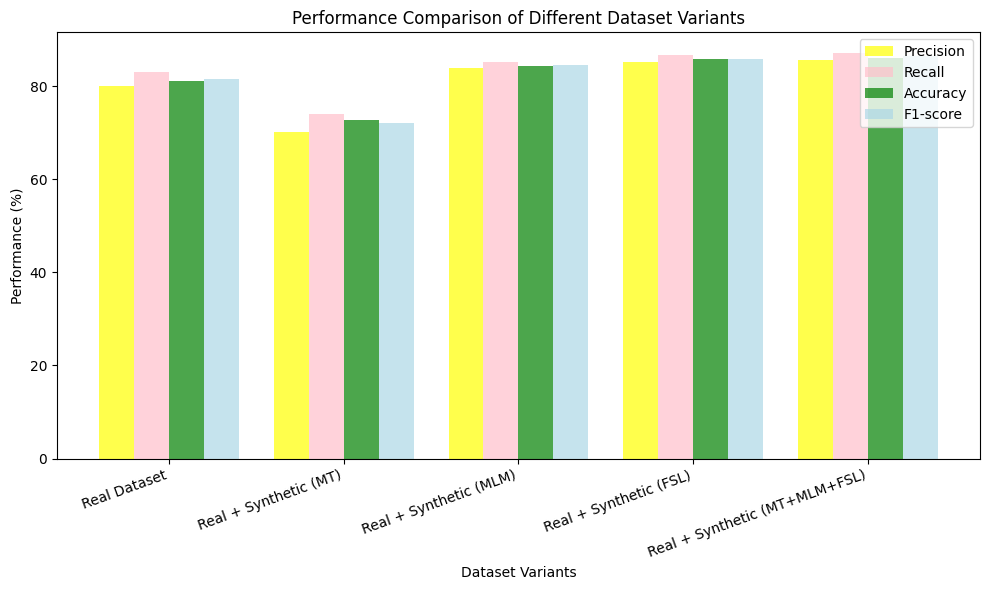 Performance Comparison of Different Dataset Variants
Precision
Recall
Accuracy
F1-score
Performance (%)
80
60
40
20
0
Real Dataset
Real + Synthetic (MT)
Real + Synthetic (MLM)
Real + Synthetic (FSL)
Real + Synthetic (MT+MLM+FSL)
Dataset Variants